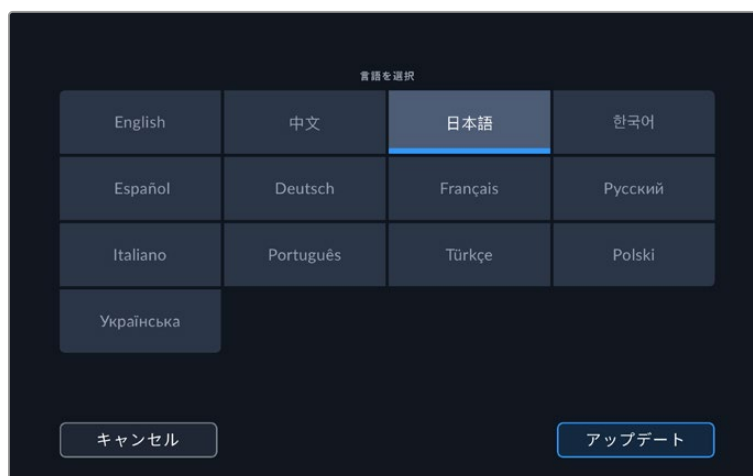 言語を選択
English 中文 日本語 한국어
Español Deutsch Français Русский
Italiano Português Türkçe Polski
Українська
キャンセル アップデート